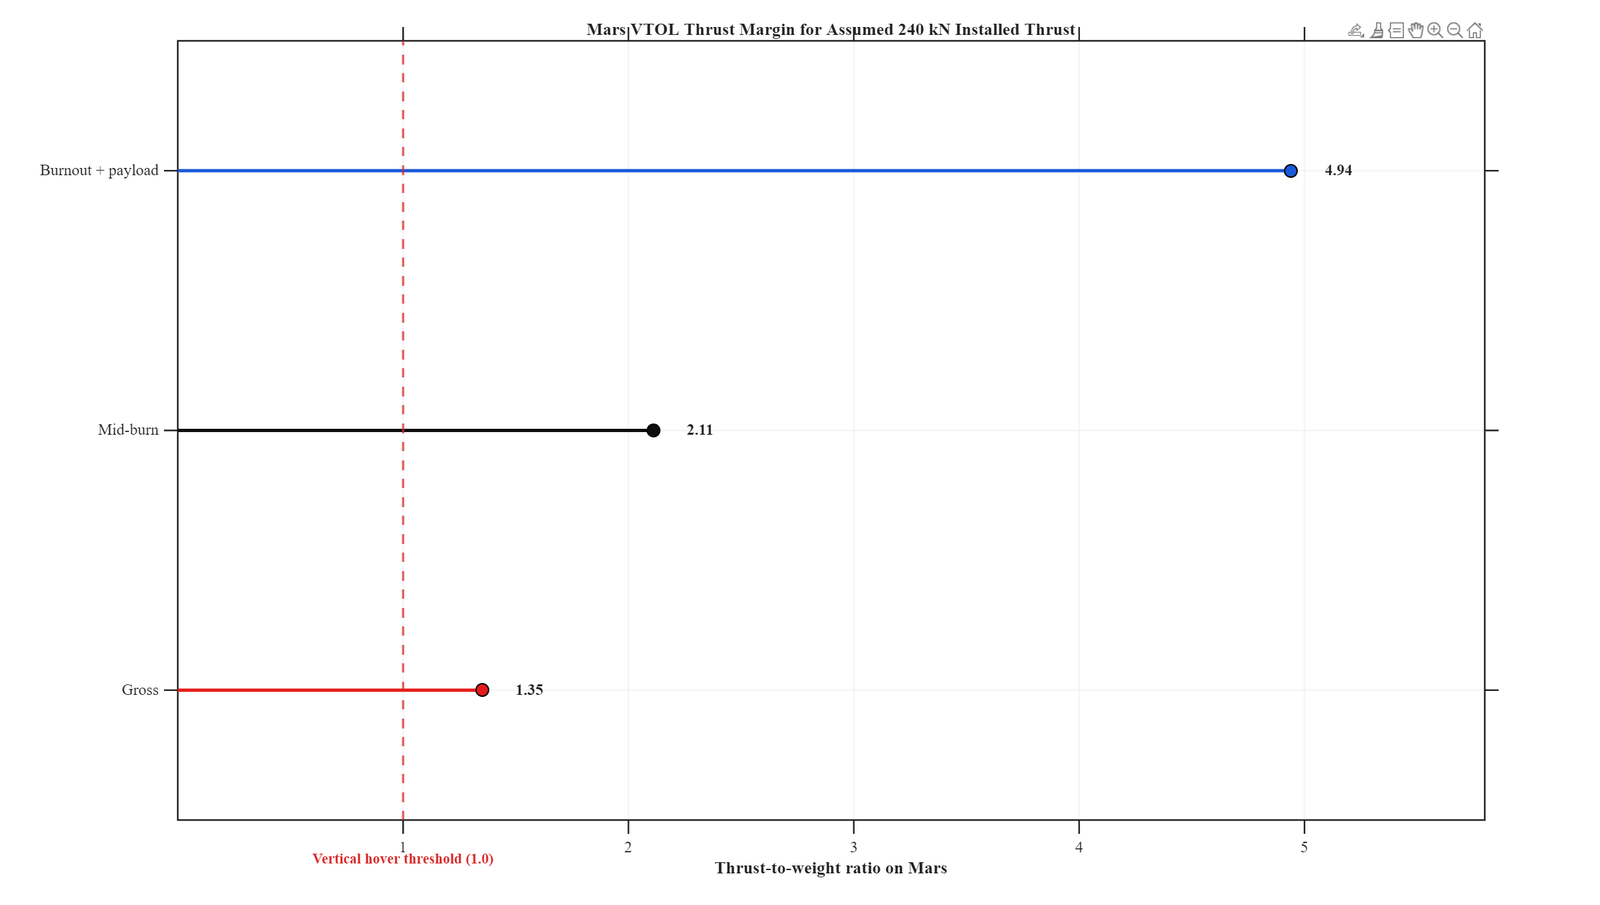 Mars VTOL Thrust Margin for Assumed 240 kN Installed Thrust
Burnout + payload
4.94
Mid-burn
2.11
Gross
1.35
1 2 3 4 5
Vertical hover threshold (1.0)
Thrust-to-weight ratio on Mars